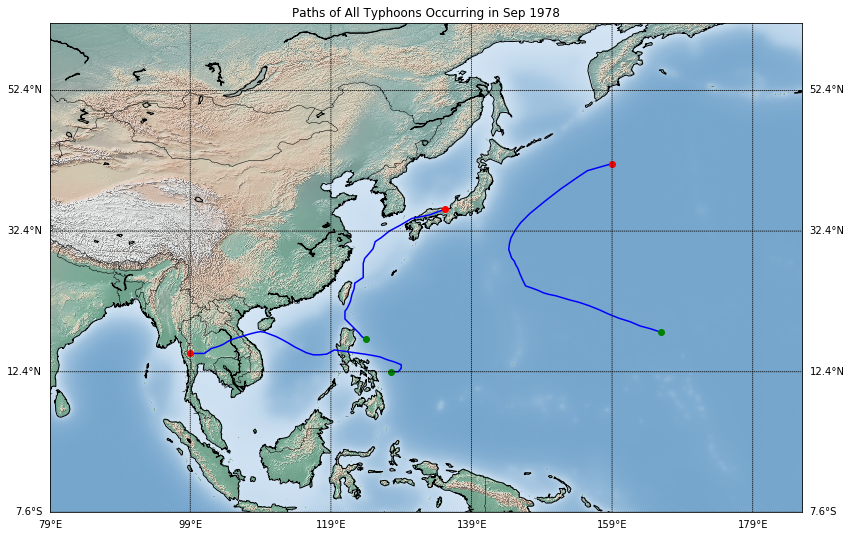 Paths of All Typhoons Occurring in Sep 1978
52.4°N 52.4°N
32.4°N 32.4°N
12.4°N 12.4°N
7.6°S 7.6°S
79°E 99°E 119°E 139°E 159°E 179°E